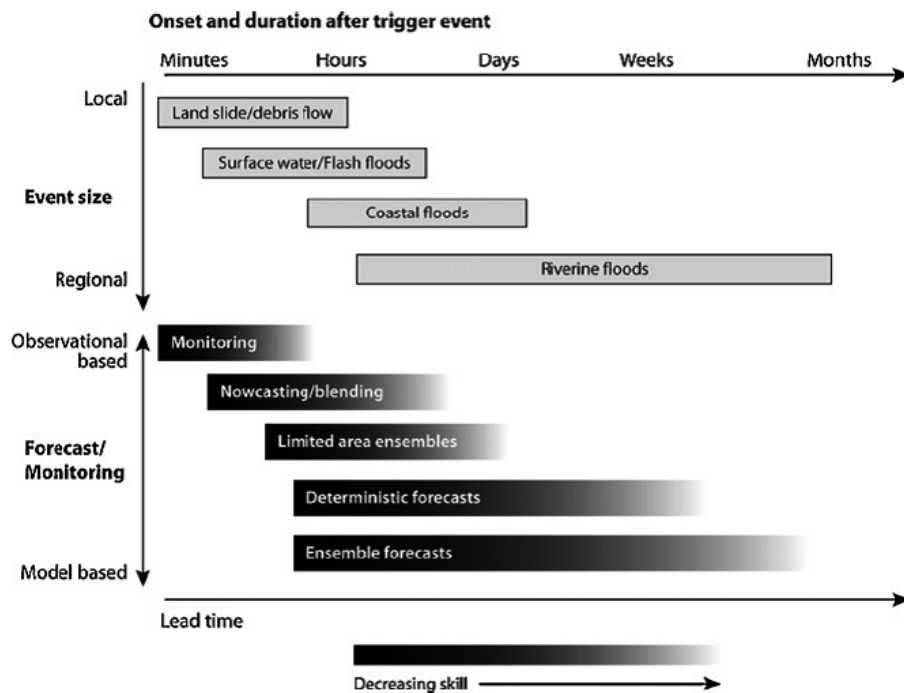 Onset and duration after trigger event
Minutes Hours Days Weeks Months
Local
Land slide/debris flow
Surface water/Flash floods
Event size
Coastal floods
Riverine floods
Regional
Observational
based
Monitoring
Nowcasting/blending
Limited area ensembles
Forecast/
Monitoring
Deterministic forecasts
Ensemble forecasts
Model based
Lead time
Decreasing skill